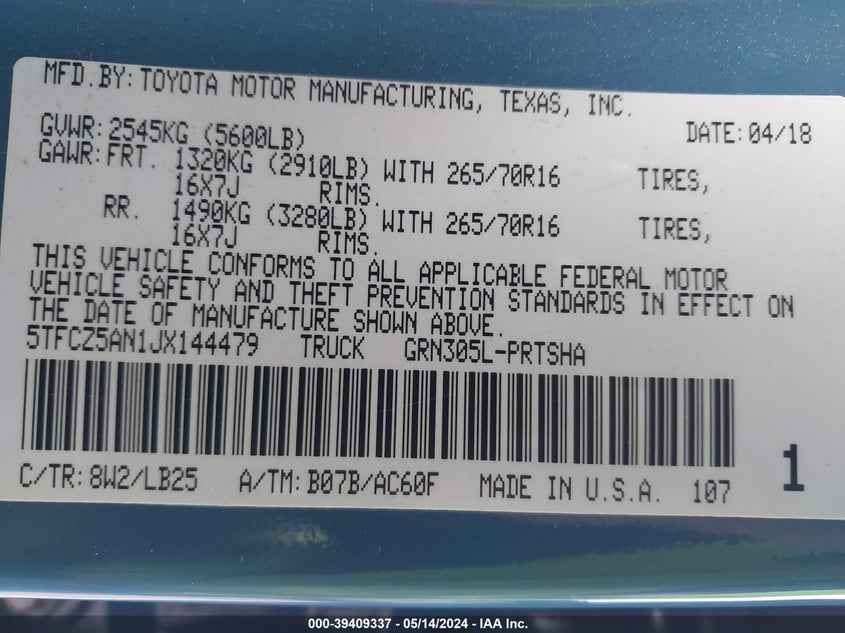 MFD.BY: TOYOTA MOTOR MANUFACTURING, TEXAS, INC.
GVWR: 2545KG (5600LB) DATE: 04/18
GAWR: FRT. 1320KG (2910LB) WITH 265/70R16 TIRES,
16X7J RIMS.
RR. 1490KG (3280LB) WITH 265/70R16 TIRES,
16X7J RIMS.
THIS VEHICLE CONFORMS TO ALL APPLICABLE FEDERAL MOTOR
VEHICLE SAFETY AND THEFT PREVENTION STANDARDS IN EFFECT ON
THE DATE OF MANUFACTURE SHOWN ABOVE.
5TFCZ5AN1JX144479 TRUCK GRN305L-PRTSHA
C/TR: 8W2/LB25 A/TM: B07B/AC60F MADE IN U.S.A. 107 1
000-39409337 - 05/14/2024 - IAA Inc.